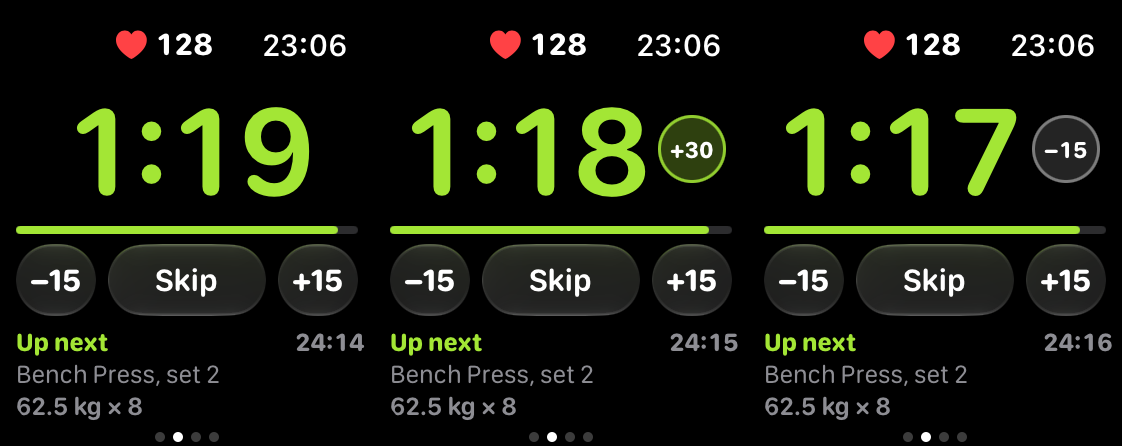 128 23:06
1:19
−15 Skip +15
Up next 24:14
Bench Press, set 2
62.5 kg × 8
128 23:06
1:18 +30
−15 Skip +15
Up next 24:15
Bench Press, set 2
62.5 kg × 8
128 23:06
1:17 −15
−15 Skip +15
Up next 24:16
Bench Press, set 2
62.5 kg × 8